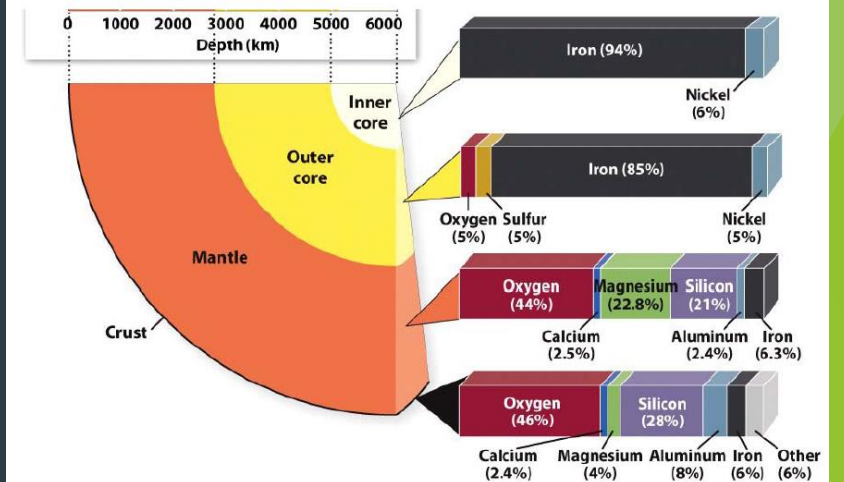 0 1000 2000 3000 4000 5000 6000
Depth (km)
Inner
core
Outer
core
Mantle
Crust
Iron (94%)
Nickel
(6%)
Iron (85%)
Oxygen
(5%)
Sulfur
(5%)
Nickel
(5%)
Oxygen
(44%)
Magnesium
(22.8%)
Silicon
(21%)
Calcium
(2.5%)
Aluminum
(2.4%)
Iron
(6.3%)
Oxygen
(46%)
Silicon
(28%)
Calcium
(2.4%)
Magnesium
(4%)
Aluminum
(8%)
Iron
(6%)
Other
(6%)